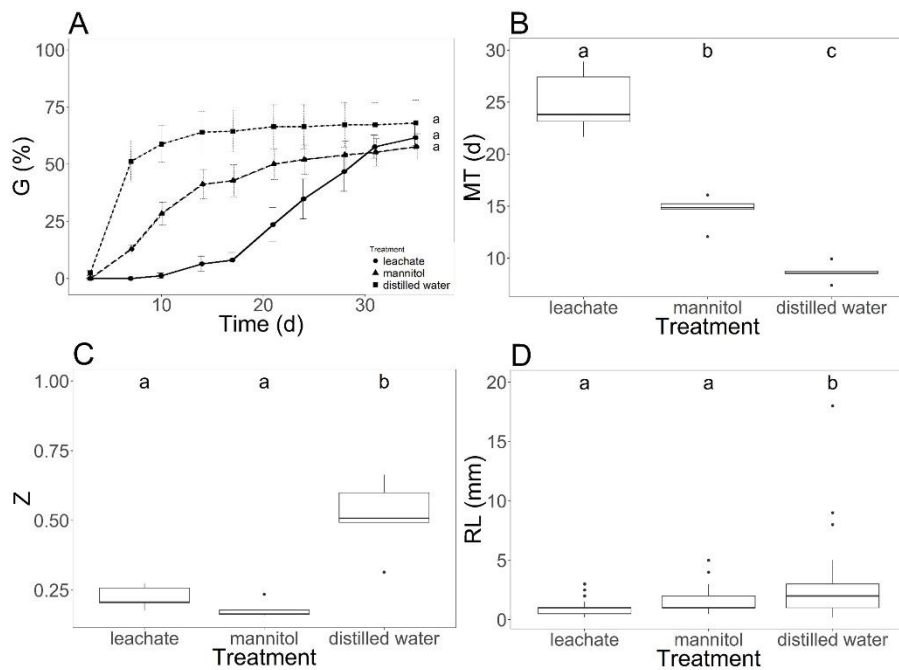 A
100
75
50
25
0
G (%)
a
a
a
Treatment
leachate
mannitol
distilled water
10
20
30
Time (d)
B
30
25
15
10
MT (d)
a
b
c
leachate
mannitol
distilled water
Treatment
C
1.00
0.75
0.50
0.25
Z
a
a
b
leachate
mannitol
distilled water
Treatment
D
20
15
10
5
0
RL (mm)
a
a
b
leachate
mannitol
distilled water
Treatment